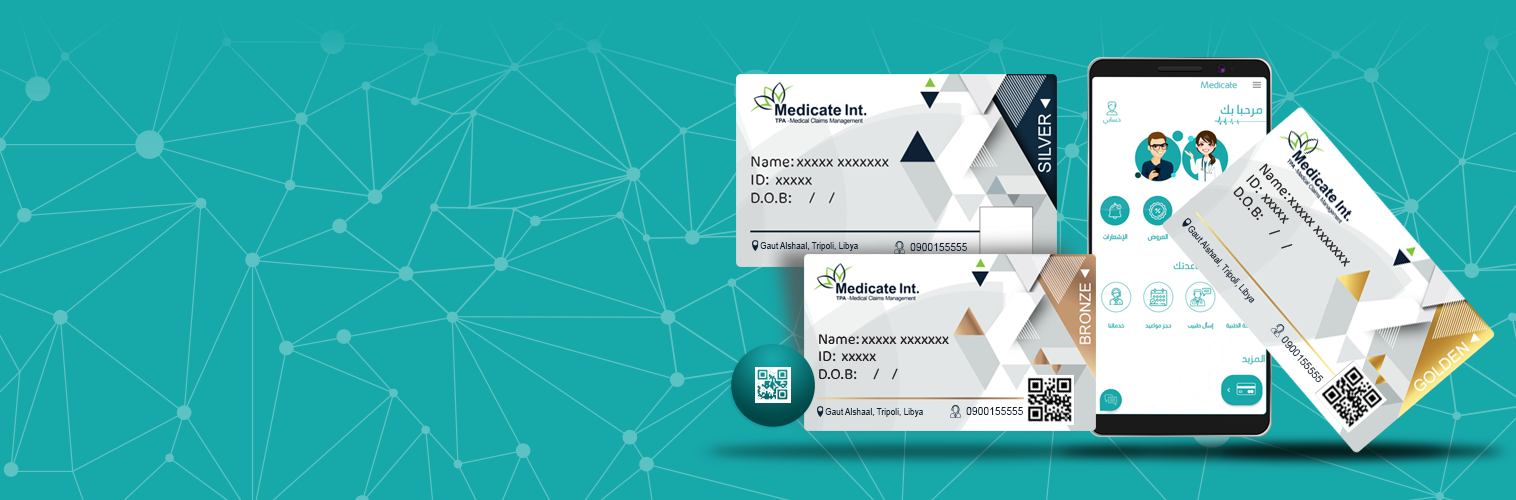 Medicate Int.
TPA -Medical Claims Management
SILVER
Name: xxxxx xxxxxxx
ID: xxxxx
D.O.B: / /
Gaut Alshaal, Tripoli, Libya
0900155555
Medicate Int.
TPA -Medical Claims Management
BRONZE
Name: xxxxx xxxxxxx
ID: xxxxx
D.O.B: / /
Gaut Alshaal, Tripoli, Libya
0900155555
Medicate
مرحبا بك
حسابي
الإشعارات
العروض
خدماتنا
حجز مواعيد
إسأل طبيب
الطبية
المزيد
Medicate Int.
TPA -Medical Claims Management
Name: xxxxx xxxxxxx
ID: xxxxx
D.O.B: / /
Gaut Alshaal, Tripoli, Libya
0900155555
GOLDEN